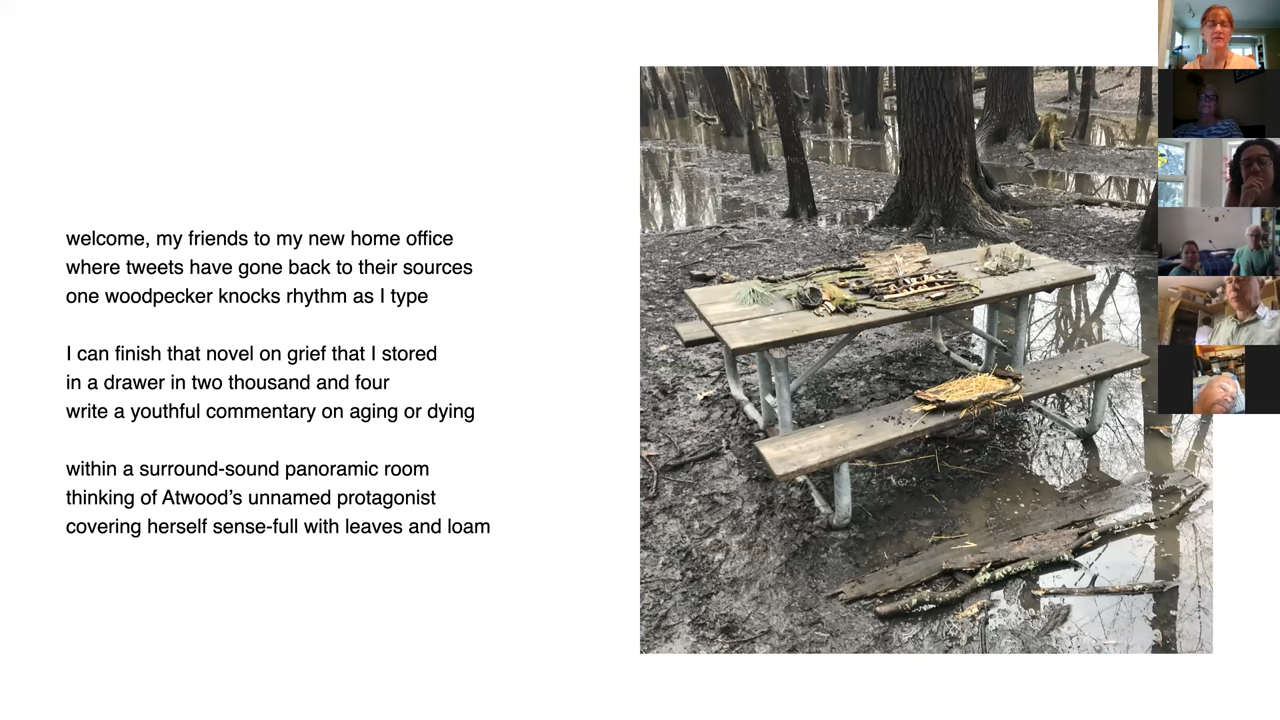 welcome, my friends to my new home office
where tweets have gone back to their sources
one woodpecker knocks rhythm as I type
I can finish that novel on grief that I stored
in a drawer in two thousand and four
write a youthful commentary on aging or dying
within a surround-sound panoramic room
thinking of Atwood’s unnamed protagonist
covering herself sense-full with leaves and loam